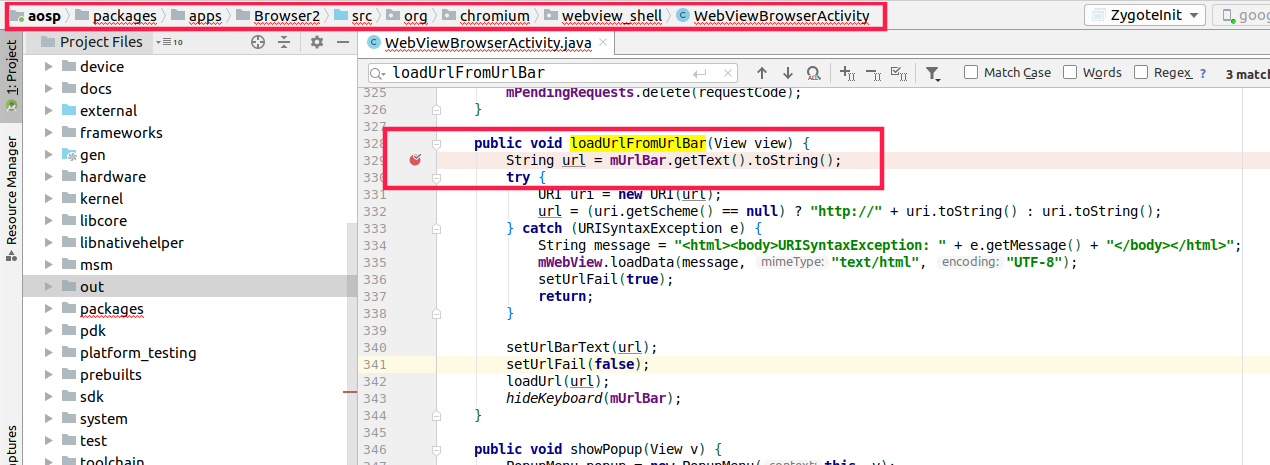 aosp packages apps Browser2 src org chromium webview_shell WebViewBrowserActivity ZygoteInit goog
1: Project
Resource Manager
Project Files
10
device
docs
external
frameworks
gen
hardware
kernel
libcore
libnativehelper
msm
out
packages
pdk
platform_testing
prebuilts
sdk
system
test
toolchain
WebViewBrowserActivity.java
loadUrlFromUrlBar Match Case Words Regex ? 3 match
325 mPendingRequests.delete(requestCode);
326 }
327
328 public void loadUrlFromUrlBar(View view) {
329 String url = mUrlBar.getText().toString();
330 try {
331 URI uri = new URI(url);
332 url = (uri.getScheme() == null) ? "http://" + uri.toString() : uri.toString();
333 } catch (URISyntaxException e) {
334 String message = "<html><body>URISyntaxException: " + e.getMessage() + "</body></html>";
335 mWebView.loadData(message, mimeType: "text/html", encoding: "UTF-8");
336 setUrlFail(true);
337 return;
338 }
339
340 setUrlBarText(url);
341 setUrlFail(false);
342 loadUrl(url);
343 hideKeyboard(mUrlBar);
344 }
345
346 public void showPopup(View v) {
347 PopupMenu popup = new PopupMenu( context: this, v);